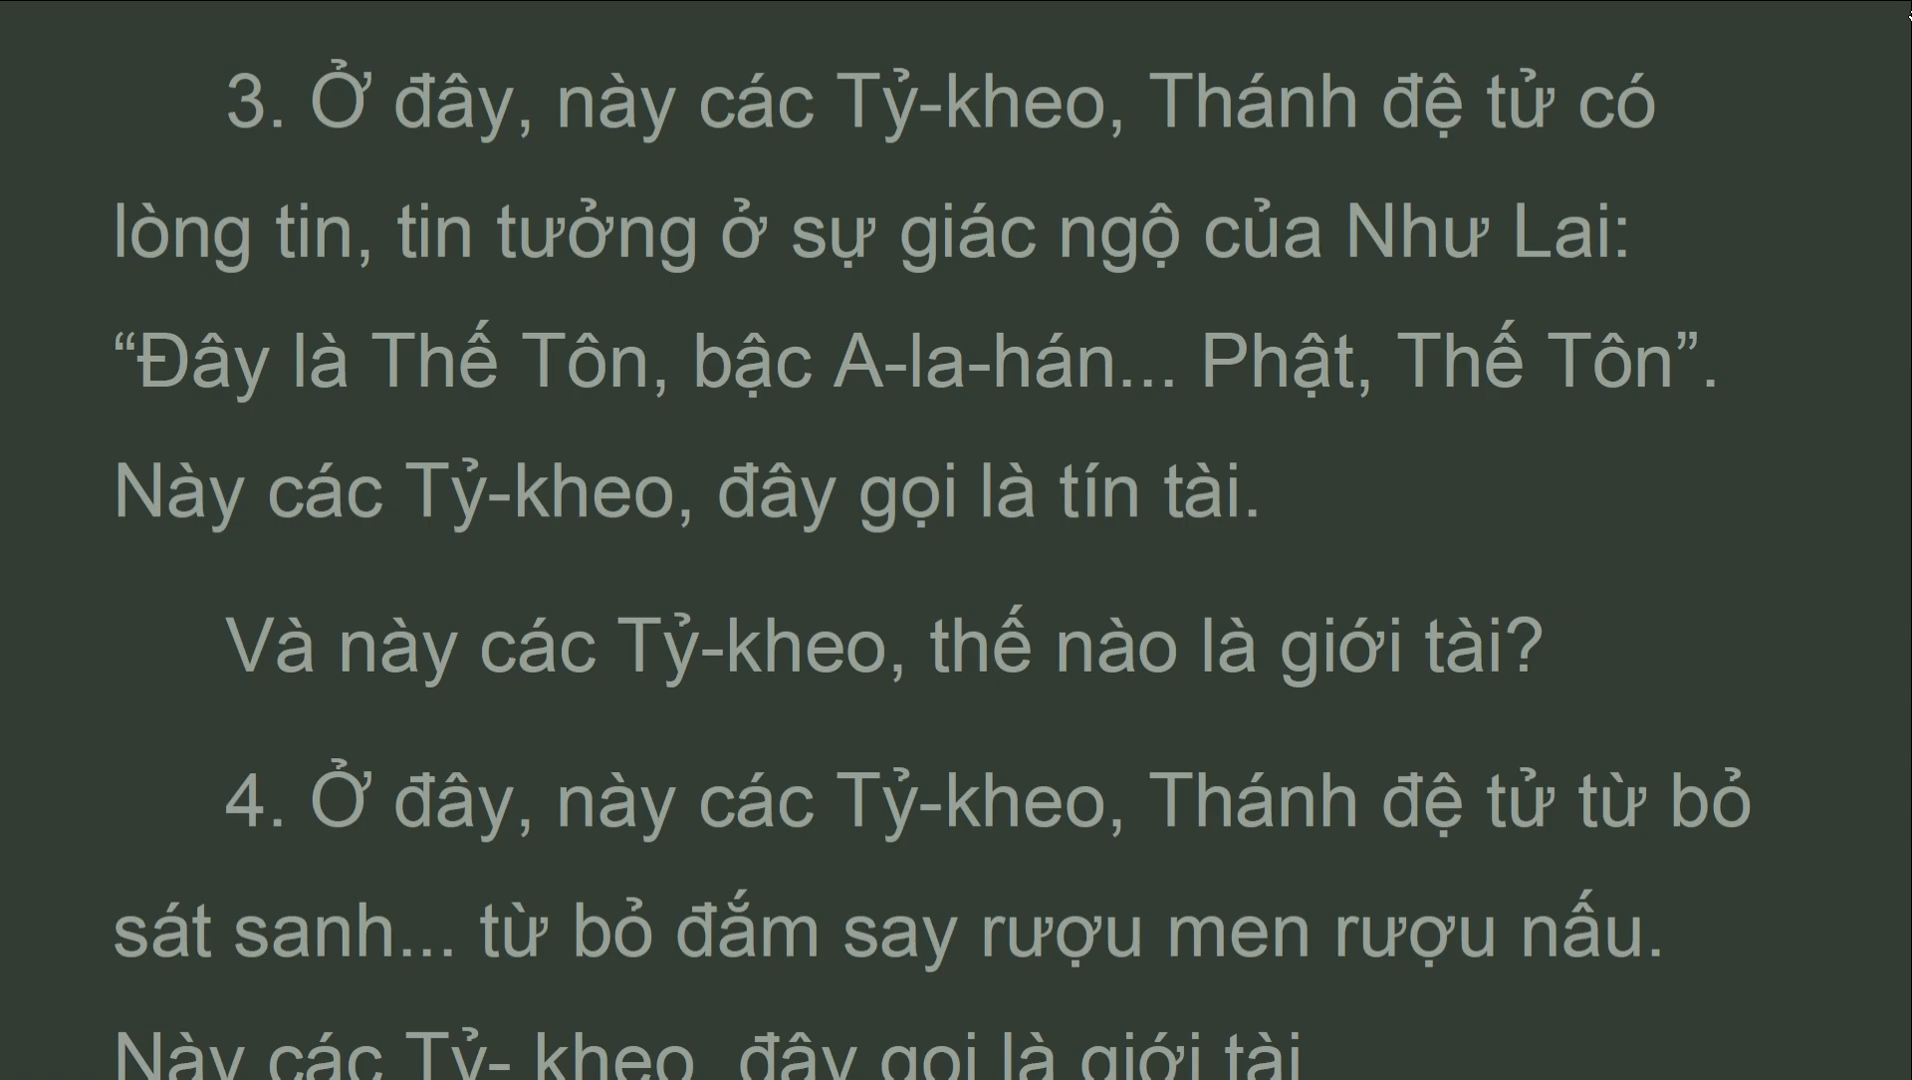 3. Ở đây, này các Tỷ-kheo, Thánh đệ tử có
lòng tin, tin tưởng ở sự giác ngộ của Như Lai:
“Đây là Thế Tôn, bậc A-la-hán... Phật, Thế Tôn”.
Này các Tỷ-kheo, đây gọi là tín tài.
Và này các Tỷ-kheo, thế nào là giới tài?
4. Ở đây, này các Tỷ-kheo, Thánh đệ tử từ bỏ
sát sanh... từ bỏ đắm say rượu men rượu nấu.
Này các Tỷ- kheo, đây gọi là giới tài